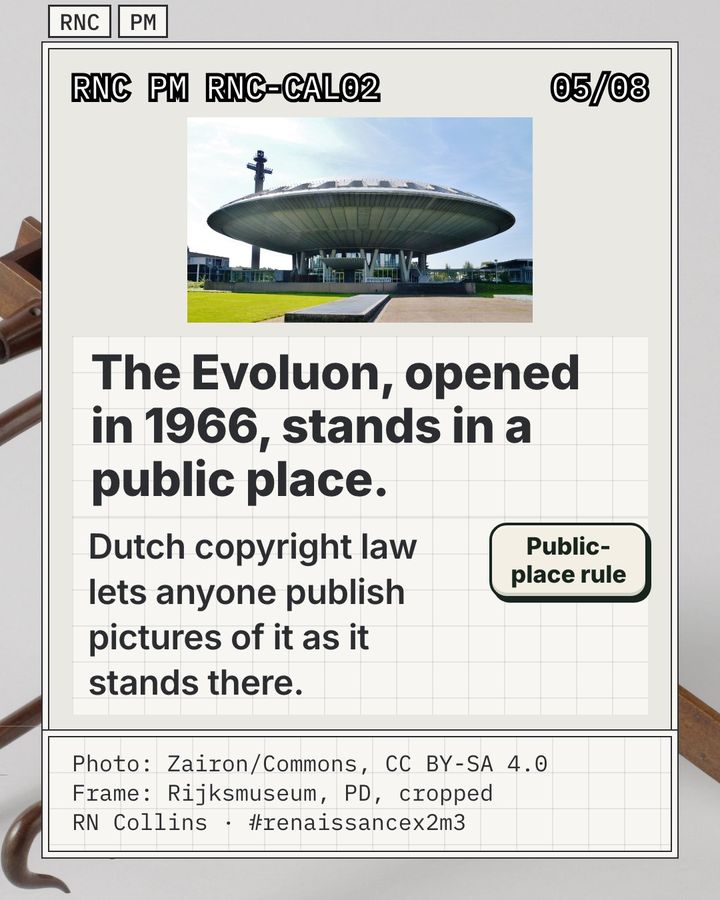 RNC PM
RNC PM RNC-CAL02 05/08
The Evoluon, opened
in 1966, stands in a
public place.
Dutch copyright law
lets anyone publish
pictures of it as it
stands there.
Public-
place rule
Photo: Zairon/Commons, CC BY-SA 4.0
Frame: Rijksmuseum, PD, cropped
RN Collins · #renaissancex2m3